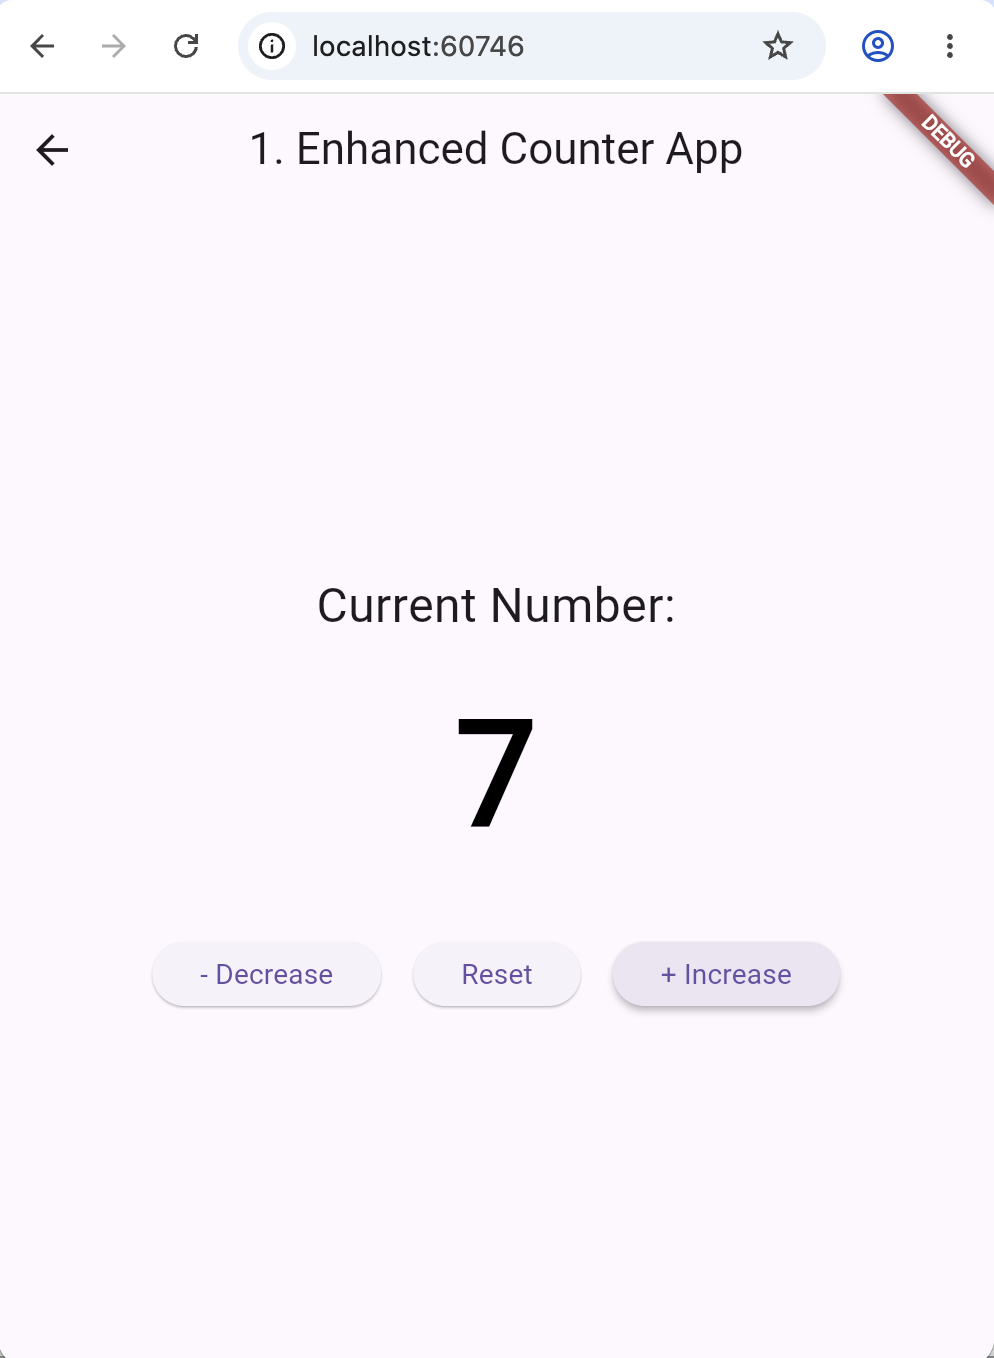 localhost:60746
1. Enhanced Counter App
DEBUG
Current Number:
7
- Decrease Reset + Increase